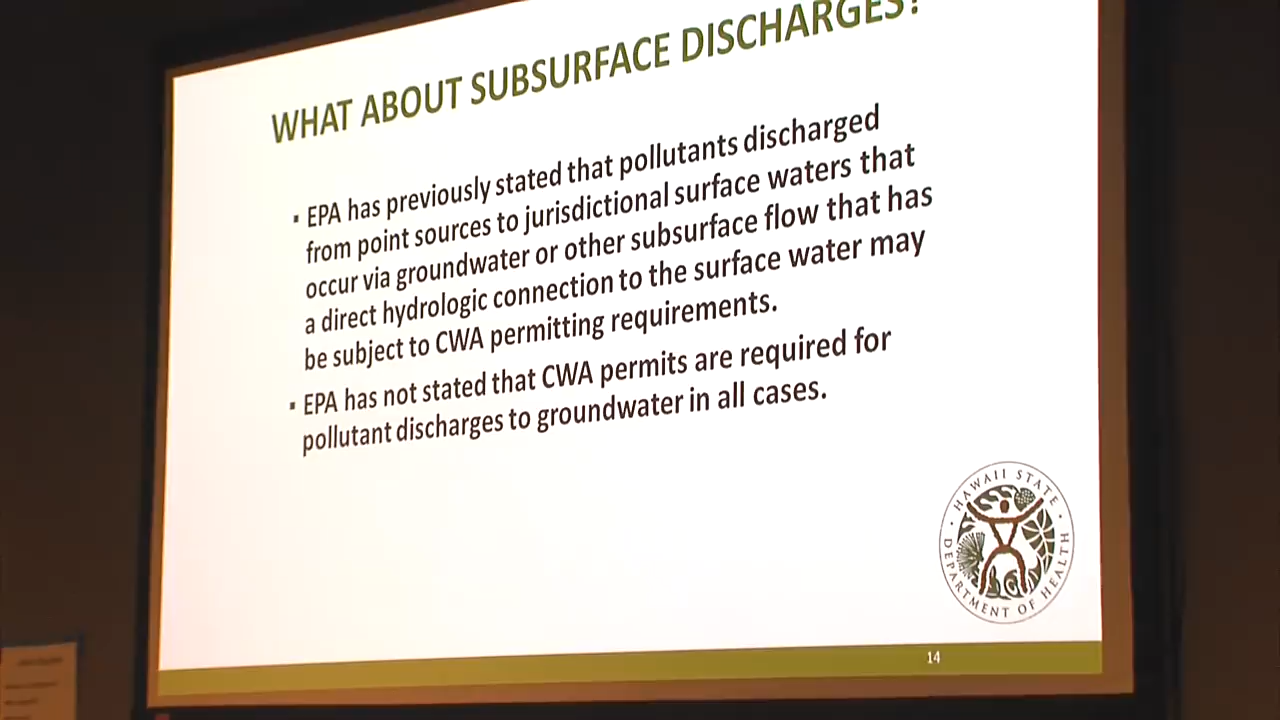 WHAT ABOUT SUBSURFACE DISCHARGES?
▪ EPA has previously stated that pollutants discharged
from point sources to jurisdictional surface waters that
occur via groundwater or other subsurface flow that has
a direct hydrologic connection to the surface water may
be subject to CWA permitting requirements.
▪ EPA has not stated that CWA permits are required for
pollutant discharges to groundwater in all cases.
HAWAII STATE
DEPARTMENT OF HEALTH
14